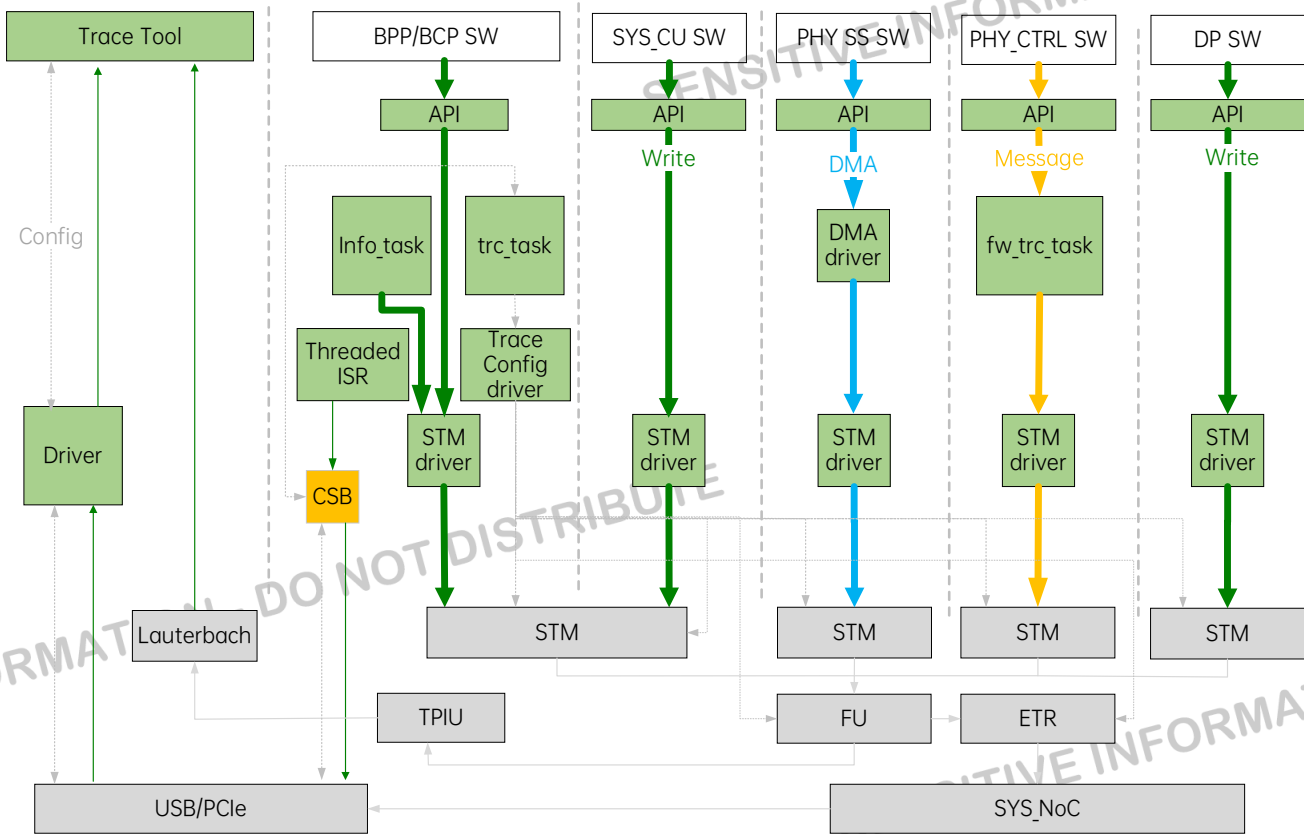 Trace Tool
BPP/BCP SW
SYS_CU SW
PHY SS SW
PHY_CTRL SW
DP SW
SENSITIVE INFORM
API
API
API
API
API
Write
DMA
Message
Write
Config
Info_task
trc_task
DMA
driver
fw_trc_task
Threaded
ISR
Trace
Config
driver
Driver
STM
driver
STM
driver
STM
driver
STM
driver
STM
driver
CSB
DO NOT DISTRIBUTE
ORMATION
Lauterbach
STM
STM
STM
STM
TPIU
FU
ETR
SITIVE INFORMAT
USB/PCIe
SYS_NoC